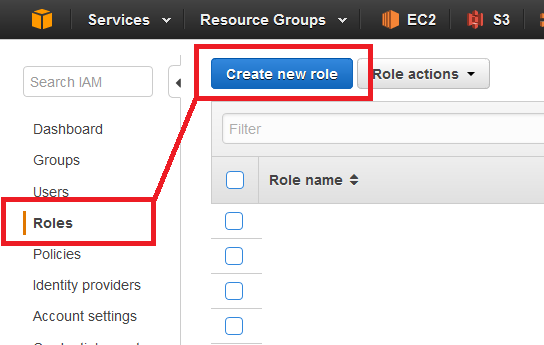 Services Resource Groups EC2 S3
Search IAM
Create new role Role actions
Filter
Dashboard
Groups
Users
Roles
Policies
Identity providers
Account settings
Role name